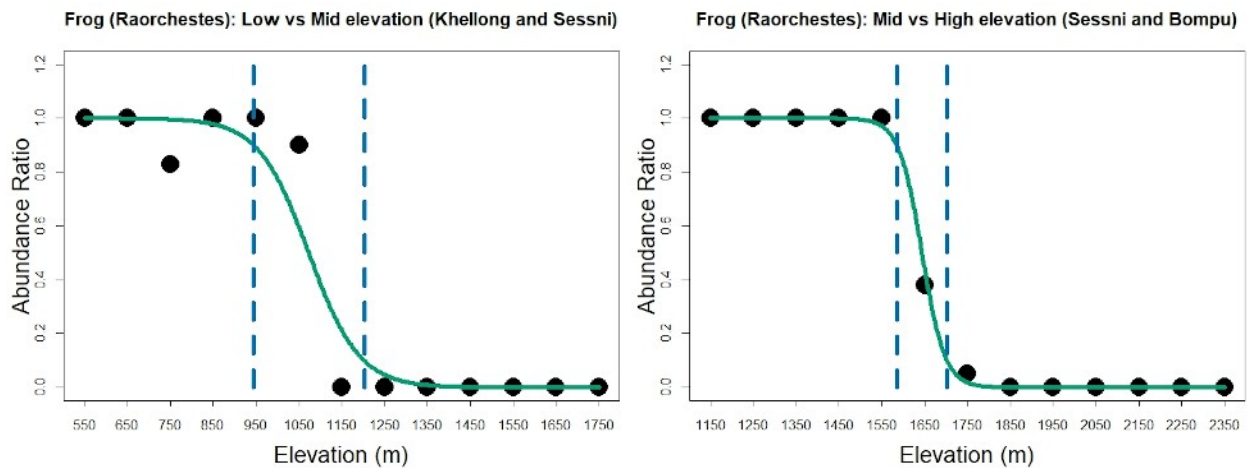 Frog (Raorchestes): Low vs Mid elevation (Khellong and Sessni)
1.2
1.0
0.8
0.6
0.4
0.2
0.0
Abundance Ratio
550 650 750 850 950 1050 1150 1250 1350 1450 1550 1650 1750
Elevation (m)
Frog (Raorchestes): Mid vs High elevation (Sessni and Bompu)
1.2
1.0
0.8
0.6
0.4
0.2
0.0
Abundance Ratio
1150 1250 1350 1450 1550 1650 1750 1850 1950 2050 2150 2250 2350
Elevation (m)